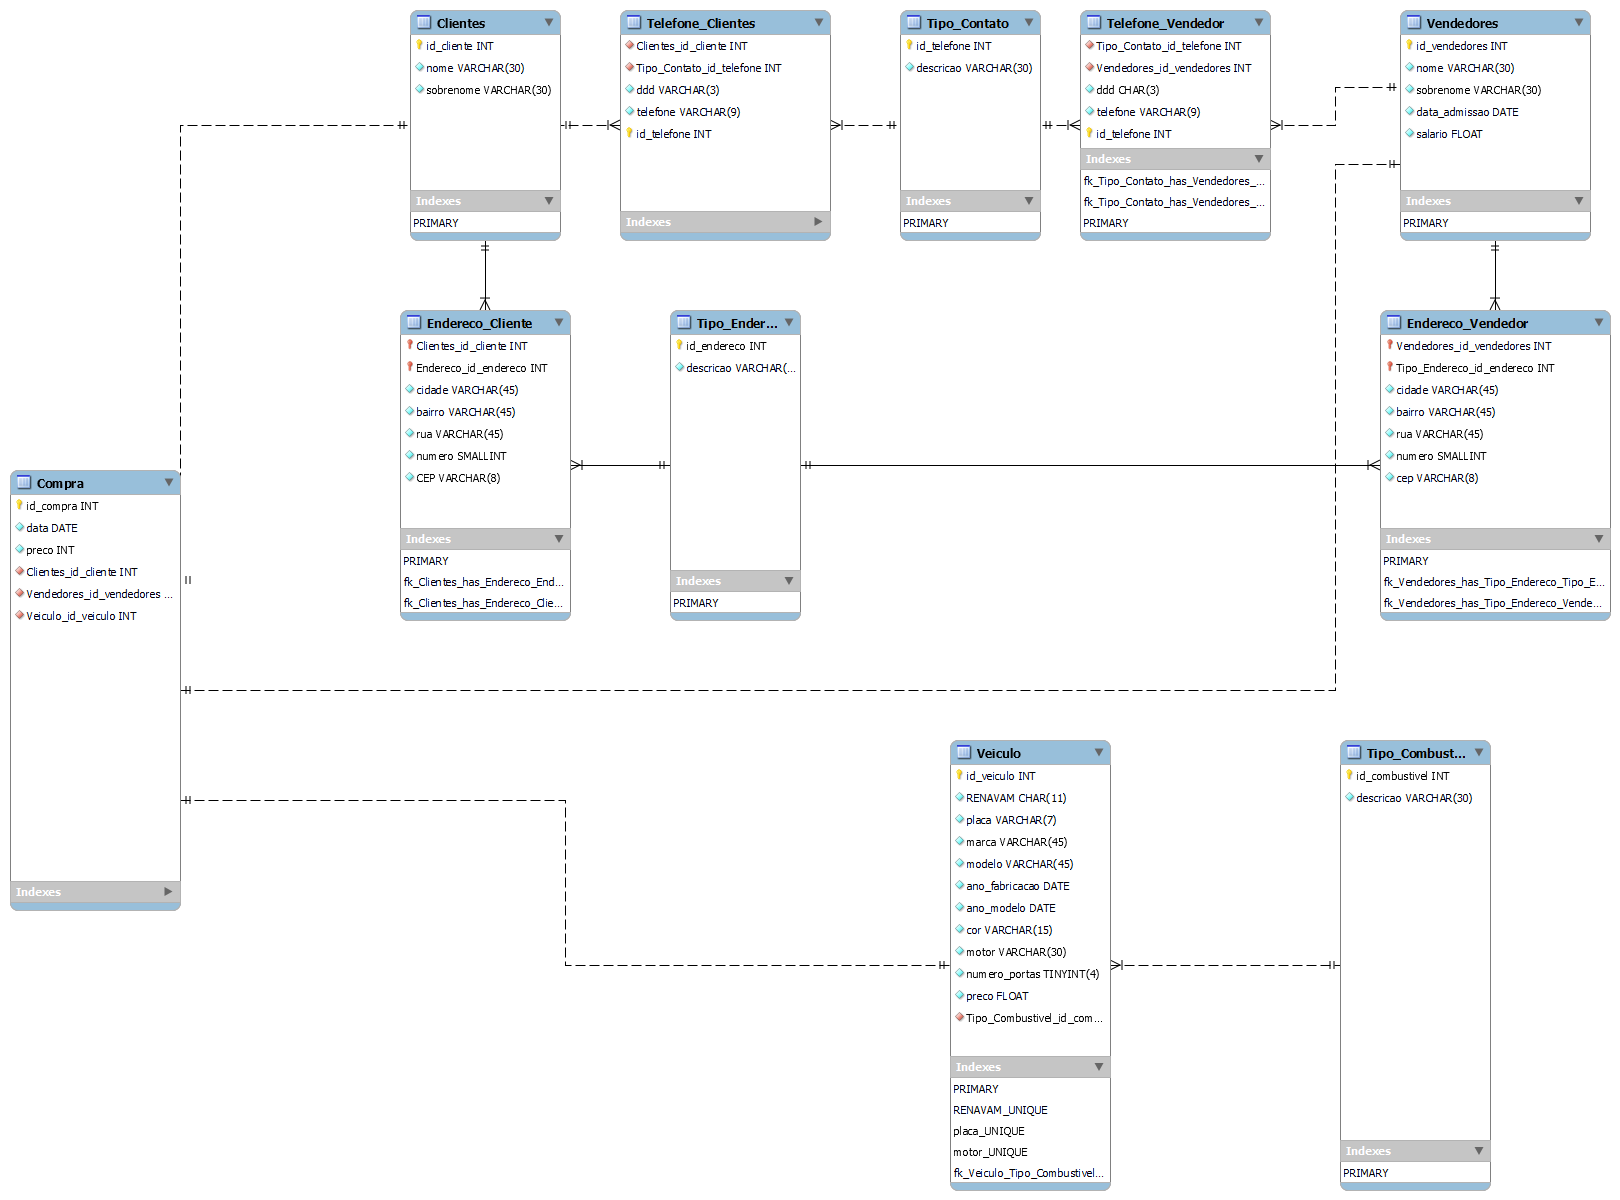 Clientes
id_cliente INT
nome VARCHAR(30)
sobrenome VARCHAR(30)
Indexes
PRIMARY
Telefone_Clientes
Clientes_id_cliente INT
Tipo_Contato_id_telefone INT
ddd VARCHAR(3)
telefone VARCHAR(9)
id_telefone INT
Indexes
Tipo_Contato
id_telefone INT
descricao VARCHAR(30)
Indexes
PRIMARY
Telefone_Vendedor
Tipo_Contato_id_telefone INT
Vendedores_id_vendedores INT
ddd CHAR(3)
telefone VARCHAR(9)
id_telefone INT
Indexes
fk_Tipo_Contato_has_Vendedores_...
fk_Tipo_Contato_has_Vendedores_...
PRIMARY
Vendedores
id_vendedores INT
nome VARCHAR(30)
sobrenome VARCHAR(30)
data_admissao DATE
salario FLOAT
Indexes
PRIMARY
Endereco_Cliente
Clientes_id_cliente INT
Endereco_id_endereco INT
cidade VARCHAR(45)
bairro VARCHAR(45)
rua VARCHAR(45)
numero SMALLINT
CEP VARCHAR(8)
Indexes
PRIMARY
fk_Clientes_has_Endereco_End...
fk_Clientes_has_Endereco_Clie...
Tipo_Ender...
id_endereco INT
descricao VARCHAR(...
Indexes
PRIMARY
Endereco_Vendedor
Vendedores_id_vendedores INT
Tipo_Endereco_id_endereco INT
cidade VARCHAR(45)
bairro VARCHAR(45)
rua VARCHAR(45)
numero SMALLINT
cep VARCHAR(8)
Indexes
PRIMARY
fk_Vendedores_has_Tipo_Endereco_Tipo_E...
fk_Vendedores_has_Tipo_Endereco_Vende...
Compra
id_compra INT
data DATE
preco INT
Clientes_id_cliente INT
Vendedores_id_vendedores ...
Veiculo_id_veiculo INT
Indexes
Veiculo
id_veiculo INT
RENAVAM CHAR(11)
placa VARCHAR(7)
marca VARCHAR(45)
modelo VARCHAR(45)
ano_fabricacao DATE
ano_modelo DATE
cor VARCHAR(15)
motor VARCHAR(30)
numero_portas TINYINT(4)
preco FLOAT
Tipo_Combustivel_id_com...
Indexes
PRIMARY
RENAVAM_UNIQUE
placa_UNIQUE
motor_UNIQUE
fk_Veiculo_Tipo_Combustivel...
Tipo_Combust...
id_combustivel INT
descricao VARCHAR(30)
Indexes
PRIMARY